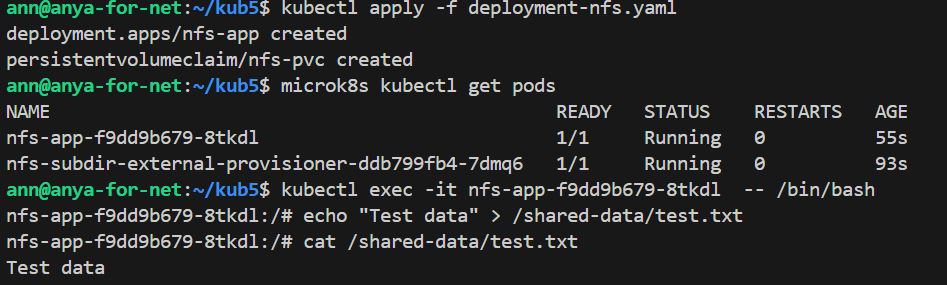 ann@anya-for-net:~/kub5$ kubectl apply -f deployment-nfs.yaml
deployment.apps/nfs-app created
persistentvolumeclaim/nfs-pvc created
ann@anya-for-net:~/kub5$ microk8s kubectl get pods
NAME READY STATUS RESTARTS AGE
nfs-app-f9dd9b679-8tkdl 1/1 Running 0 55s
nfs-subdir-external-provisioner-ddb799fb4-7dmq6 1/1 Running 0 93s
ann@anya-for-net:~/kub5$ kubectl exec -it nfs-app-f9dd9b679-8tkdl  -- /bin/bash
nfs-app-f9dd9b679-8tkdl:/# echo "Test data" > /shared-data/test.txt
nfs-app-f9dd9b679-8tkdl:/# cat /shared-data/test.txt
Test data